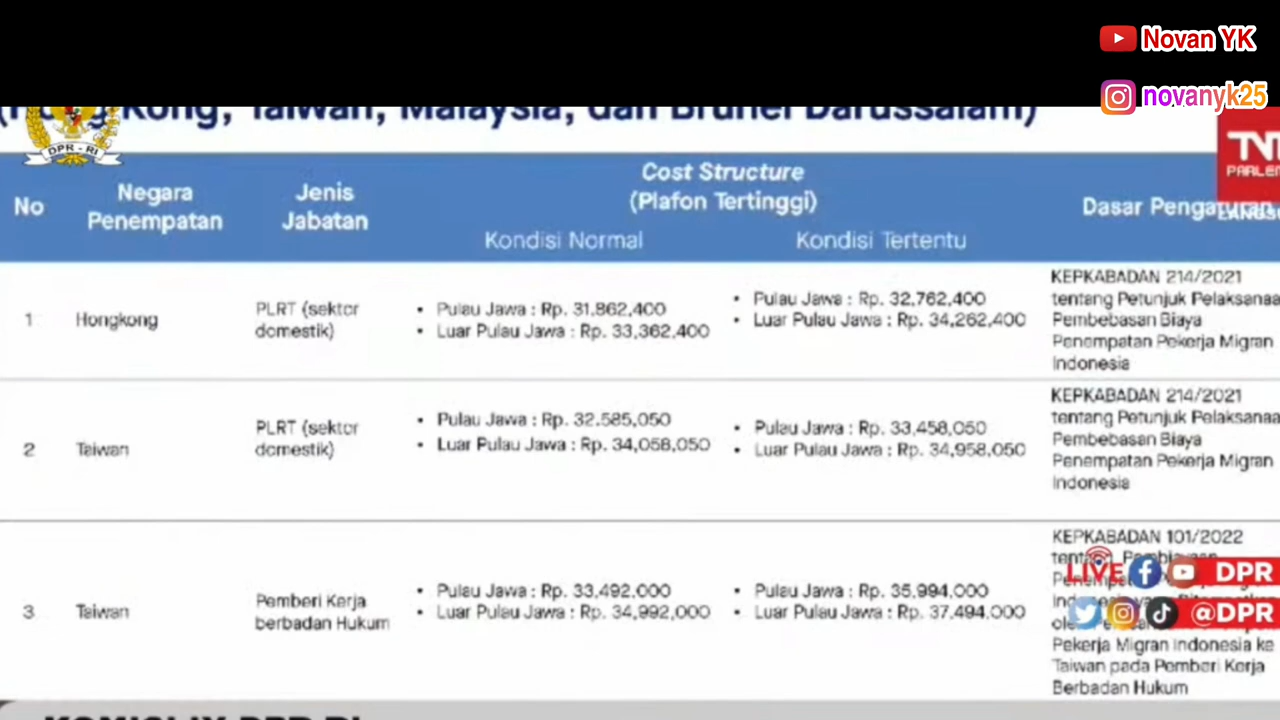 Novan YK
novanyk25
Kong, Taiwan, Malaysia, dan Brunei Darussalam)
DPR - RI
PARLEM
No
Negara
Penempatan
Jenis
Jabatan
Cost Structure
(Plafon Tertinggi)
Kondisi Normal
Kondisi Tertentu
Dasar Pengaturan
1
Hongkong
PLRT (sektor
domestik)
• Pulau Jawa : Rp. 31,862,400
• Luar Pulau Jawa : Rp. 33,362,400
• Pulau Jawa : Rp. 32,762,400
• Luar Pulau Jawa : Rp. 34,262,400
KEPKABADAN 214/2021
tentang Petunjuk Pelaksanaa
Pembebasan Biaya
Penempatan Pekerja Migran
Indonesia
2
Taiwan
PLRT (sektor
domestik)
• Pulau Jawa : Rp. 32.585,050
• Luar Pulau Jawa : Rp. 34,058,050
• Pulau Jawa : Rp. 33,458,050
• Luar Pulau Jawa : Rp. 34,958,050
KEPKABADAN 214/2021
tentang Petunjuk Pelaksanaa
Pembebasan Biaya
Penempatan Pekerja Migran
Indonesia
3
Taiwan
Pemberi Kerja
berbadan Hukum
• Pulau Jawa : Rp. 33,492,000
• Luar Pulau Jawa : Rp. 34,992,000
• Pulau Jawa : Rp. 35,994,000
• Luar Pulau Jawa : Rp. 37,494,000
KEPKABADAN 101/2022
Pekerja Migran Indonesia ke
Taiwan pada Pemberi Kerja
Berbadan Hukum
LIVE DPR
@DPR
KOMISI IX DPR RI